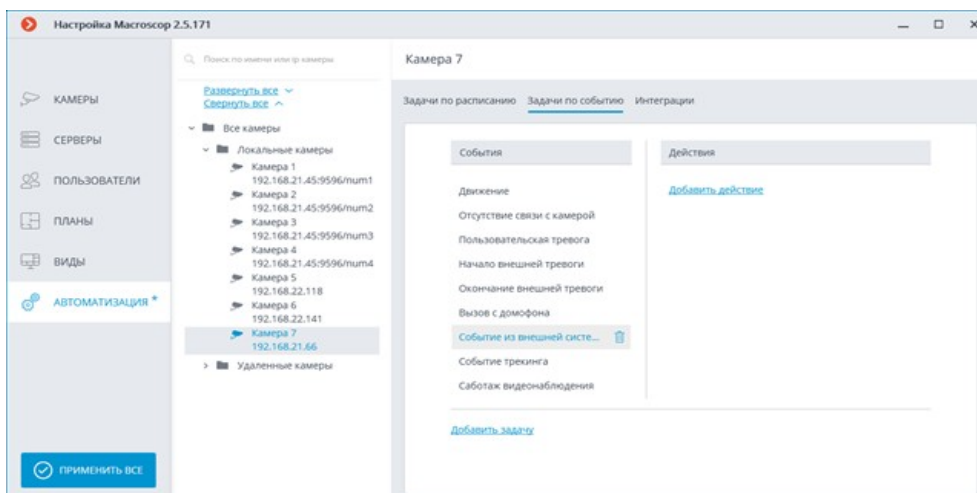 Настройка Macroscop 2.5.171
КАМЕРЫ
СЕРВЕРЫ
ПОЛЬЗОВАТЕЛИ
ПЛАНЫ
ВИДЫ
АВТОМАТИЗАЦИЯ *
ПРИМЕНИТЬ ВСЕ
Поиск по имени или ip камеры
Развернуть все
Свернуть все
Все камеры
Локальные камеры
Камера 1
192.168.21.45:9596/num1
Камера 2
192.168.21.45:9596/num2
Камера 3
192.168.21.45:9596/num3
Камера 4
192.168.21.45:9596/num4
Камера 5
192.168.22.118
Камера 6
192.168.22.141
Камера 7
192.168.21.66
Удаленные камеры
Камера 7
Задачи по расписанию Задачи по событию Интеграции
События
Движение
Отсутствие связи с камерой
Пользовательская тревога
Начало внешней тревоги
Окончание внешней тревоги
Вызов с домофона
Событие из внешней систе...
Событие трекинга
Саботаж видеонаблюдения
Добавить задачу
Действия
Добавить действие